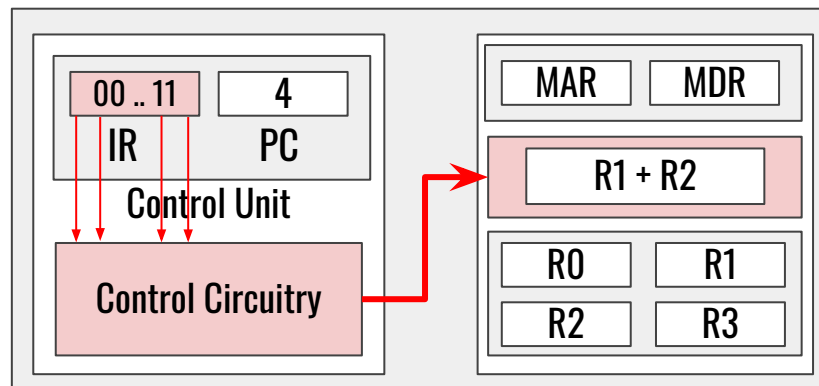 00 .. 11
4
IR
PC
Control Unit
Control Circuitry
MAR
MDR
R1 + R2
R0
R1
R2
R3